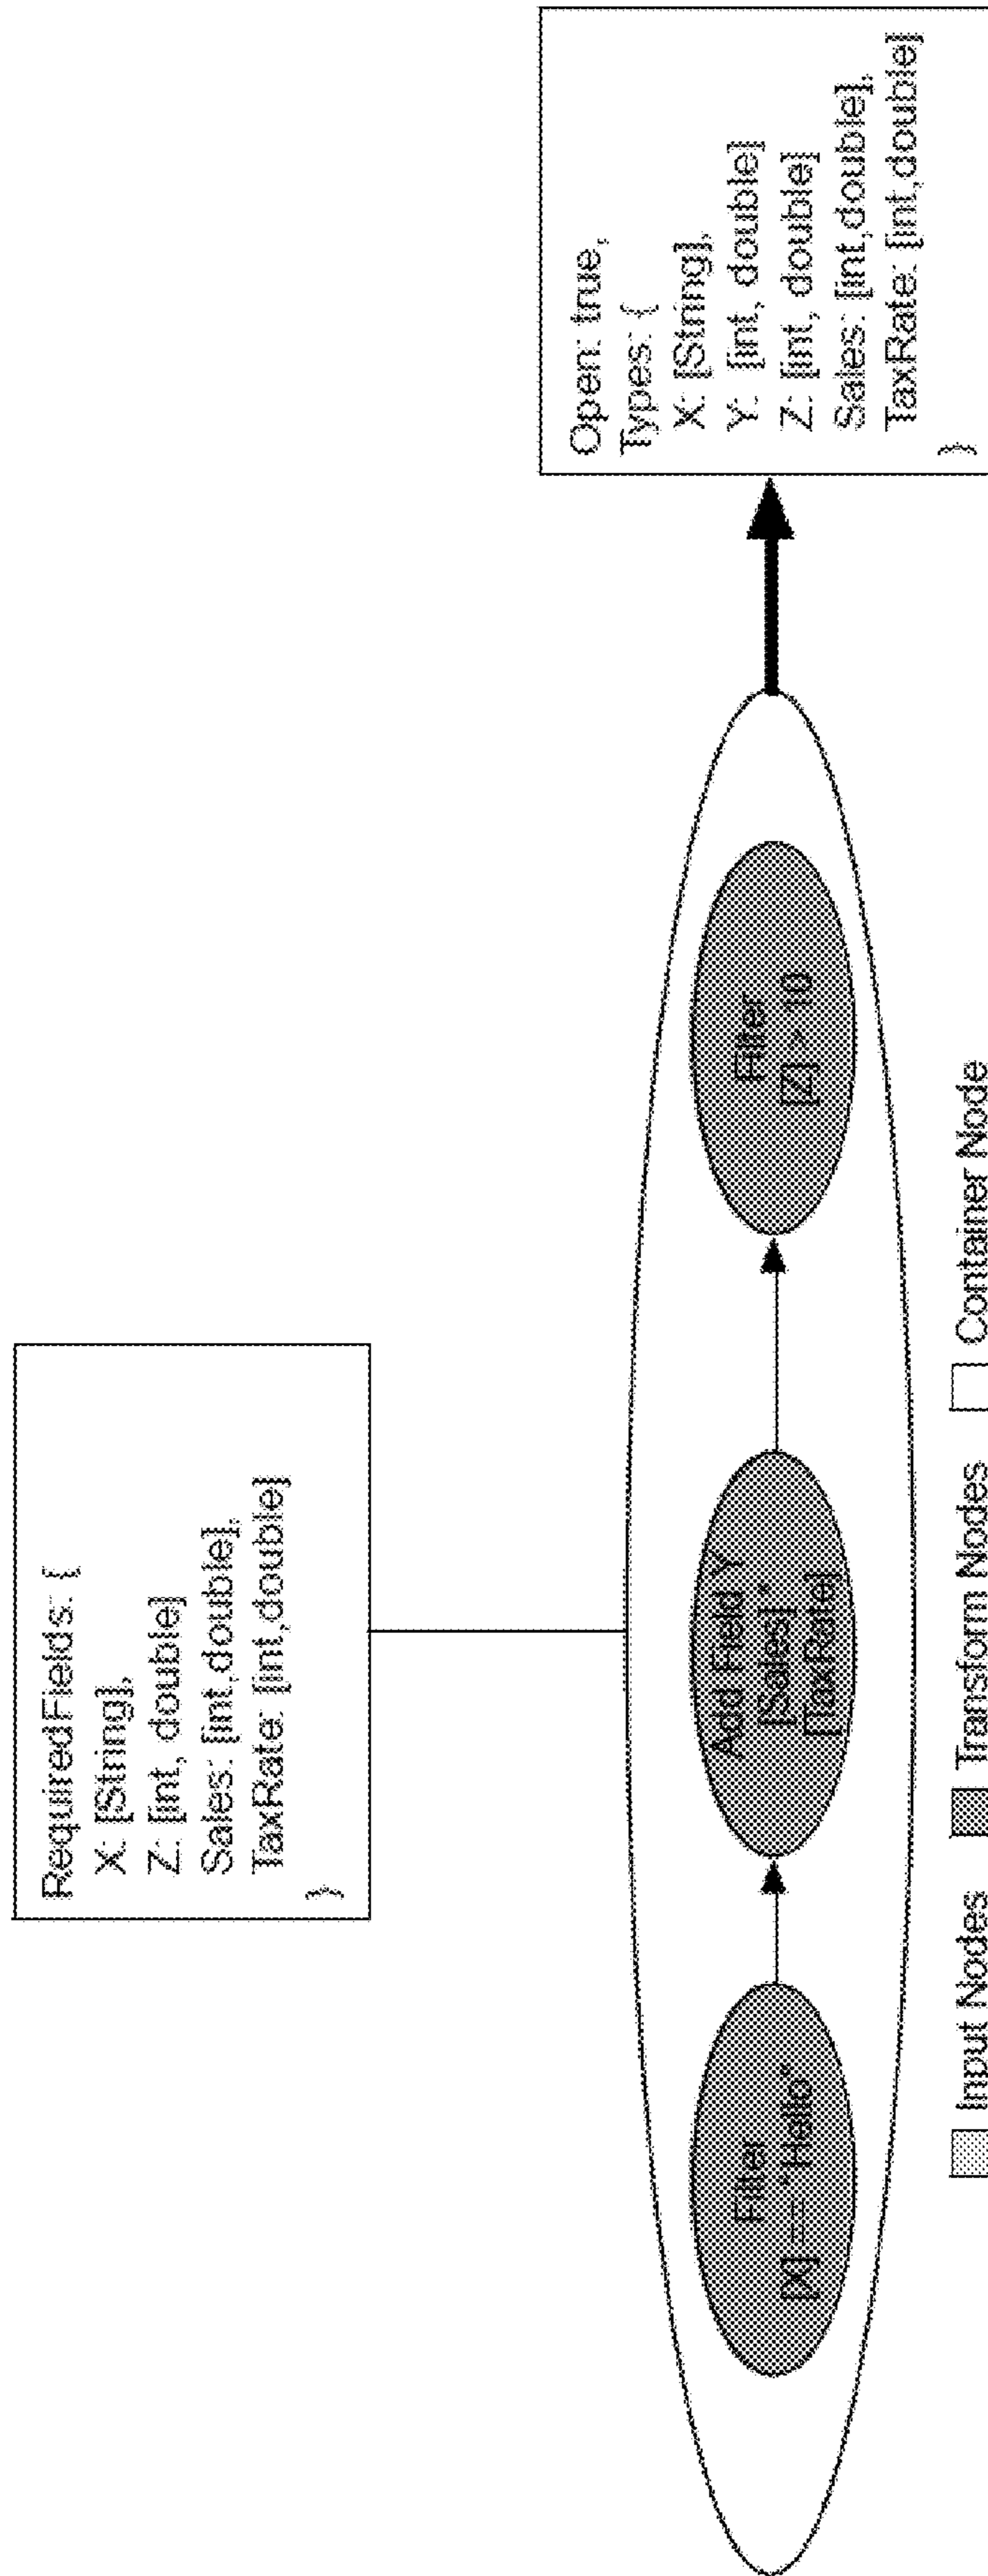 RequiredFields: {
X: [String],
Z: [int, double]
Sales: [int,double],
TaxRate: [int,double]
}
Filter
[X] == "Hello"
Add Field Y
[Sales] *
[TaxRate]
Filter
[Z] > 10
Open: true,
Types: {
X: [String],
Y: [int, double]
Z: [int, double]
Sales: [int,double],
TaxRate: [int,double]
}
Input Nodes
Transform Nodes
Container Node